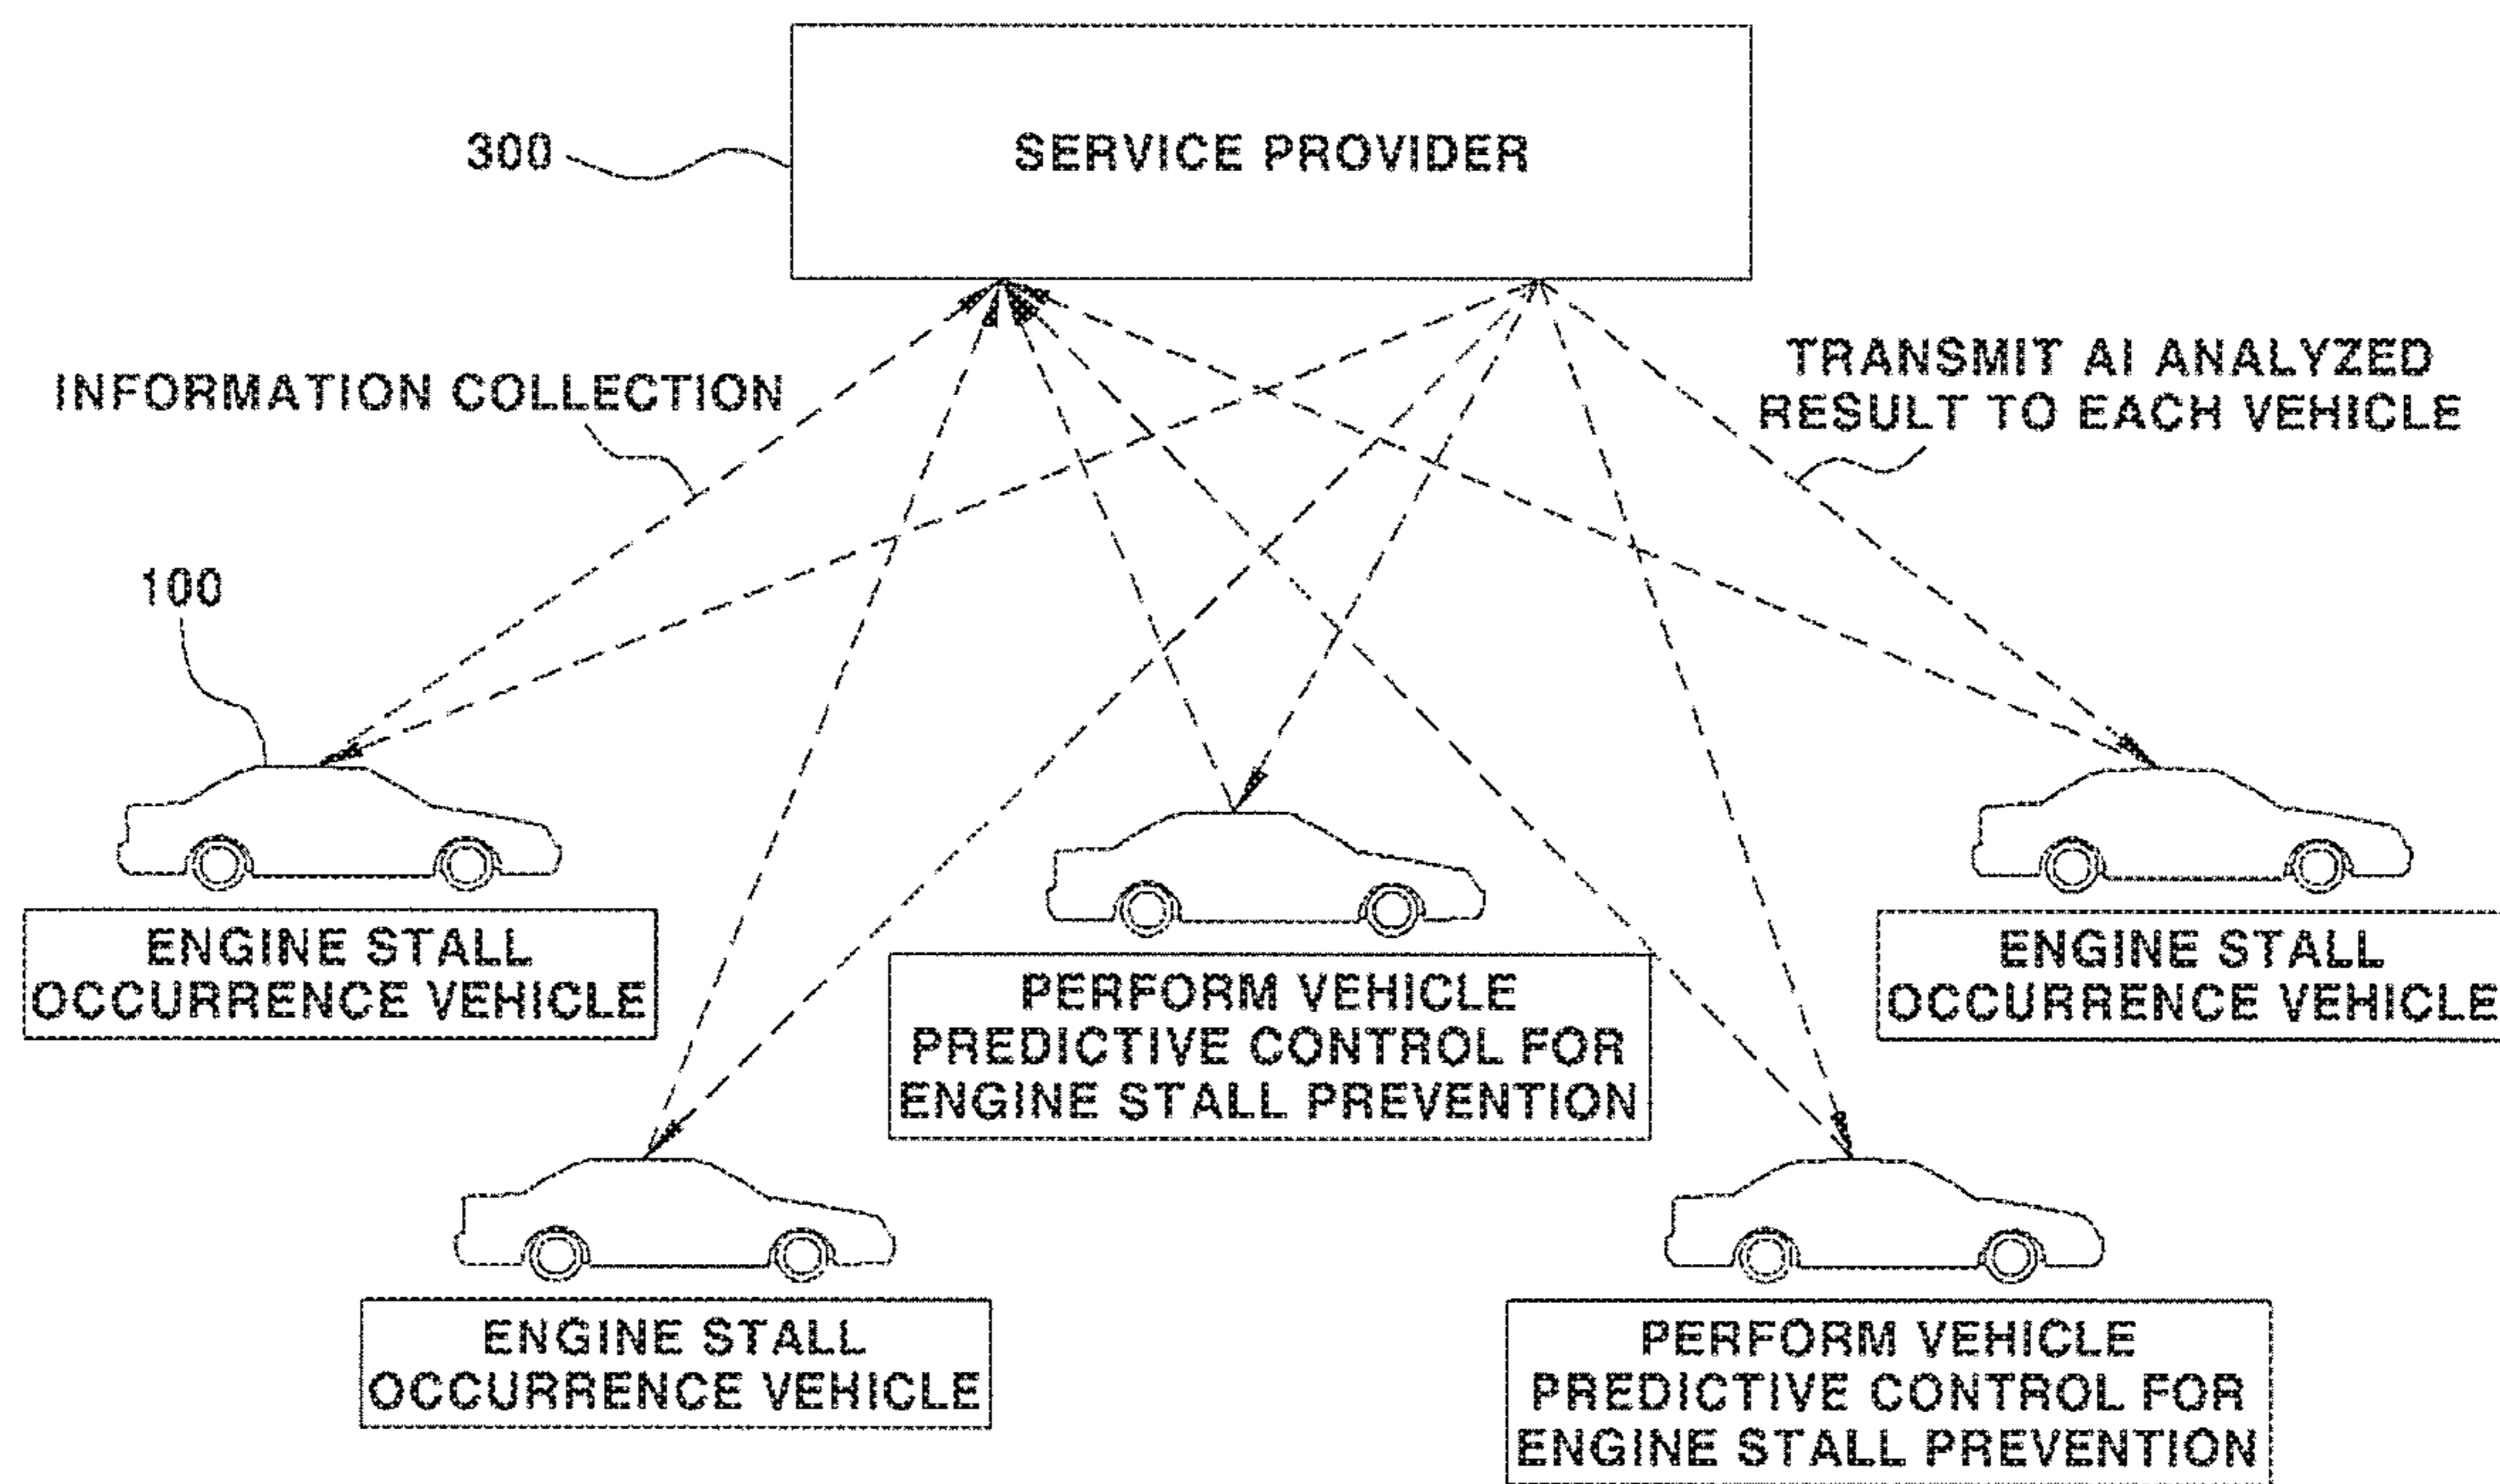 300
SERVICE PROVIDER
INFORMATION COLLECTION
TRANSMIT AI ANALYZED
RESULT TO EACH VEHICLE
100
ENGINE STALL
OCCURRENCE VEHICLE
PERFORM VEHICLE
PREDICTIVE CONTROL FOR
ENGINE STALL PREVENTION
ENGINE STALL
OCCURRENCE VEHICLE
ENGINE STALL
OCCURRENCE VEHICLE
PERFORM VEHICLE
PREDICTIVE CONTROL FOR
ENGINE STALL PREVENTION